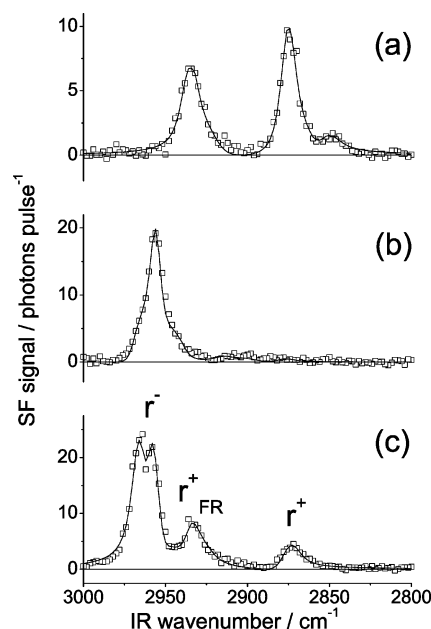 10
(a)
5
0
20
(b)
10
0
SF signal / photons pulse⁻¹
r⁻
(c)
20
r⁺FR
r⁺
10
0
3000 2950 2900 2850 2800
IR wavenumber / cm⁻¹